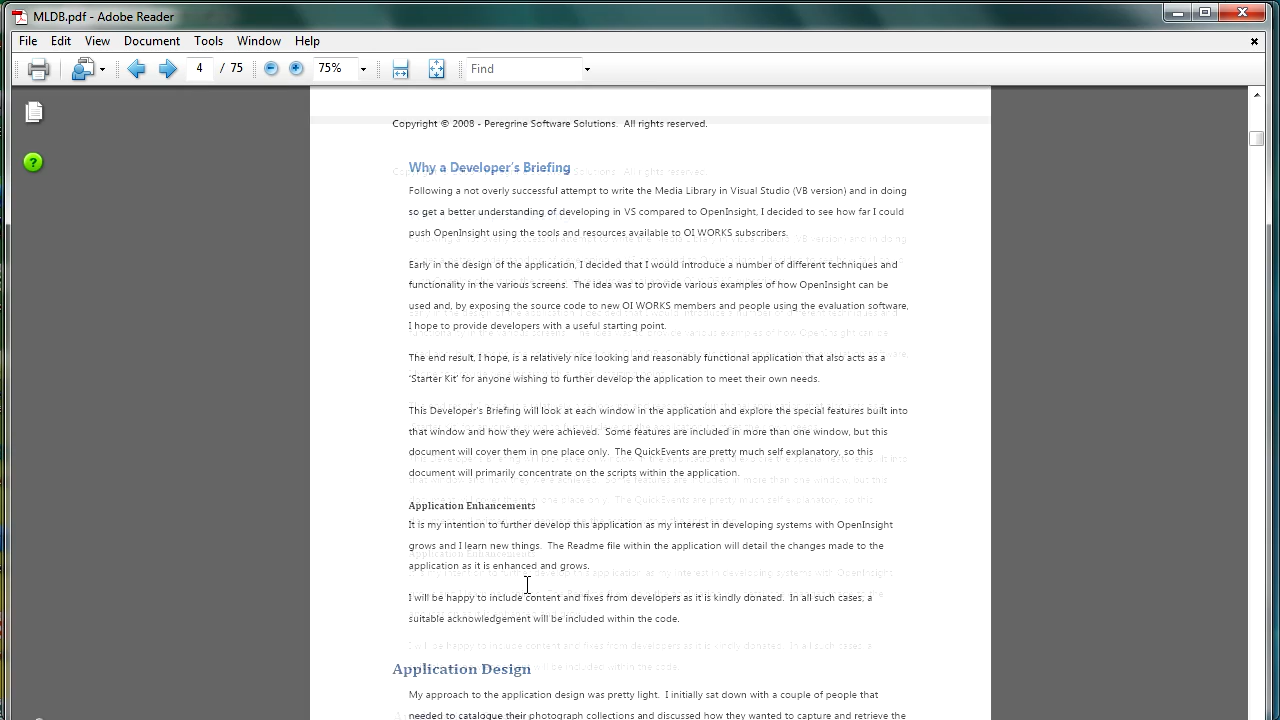 MLDB.pdf - Adobe Reader
File Edit View Document Tools Window Help
4 / 75 75% Find
Copyright © 2008 - Peregrine Software Solutions. All rights reserved.
Why a Developer's Briefing
Following a not overly successful attempt to write the Media Library in Visual Studio (VB version) and in doing
so get a better understanding of developing in VS compared to OpenInsight, I decided to see how far I could
push OpenInsight using the tools and resources available to OI WORKS subscribers.
Early in the design of the application, I decided that I would introduce a number of different techniques and
functionality in the various screens. The idea was to provide various examples of how OpenInsight can be
used and, by exposing the source code to new OI WORKS members and people using the evaluation software,
I hope to provide developers with a useful starting point.
The end result, I hope, is a relatively nice looking and reasonably functional application that also acts as a
'Starter Kit' for anyone wishing to further develop the application to meet their own needs.
This Developer's Briefing will look at each window in the application and explore the special features built into
that window and how they were achieved. Some features are included in more than one window, but this
document will cover them in one place only. The QuickEvents are pretty much self explanatory, so this
document will primarily concentrate on the scripts within the application.
Application Enhancements
It is my intention to further develop this application as my interest in developing systems with OpenInsight
grows and I learn new things. The Readme file within the application will detail the changes made to the
application as it is enhanced and grows.
I will be happy to include content and fixes from developers as it is kindly donated. In all such cases, a
suitable acknowledgement will be included within the code.
Application Design
My approach to the application design was pretty light. I initially sat down with a couple of people that
needed to catalogue their photograph collections and discussed how they wanted to capture and retrieve the